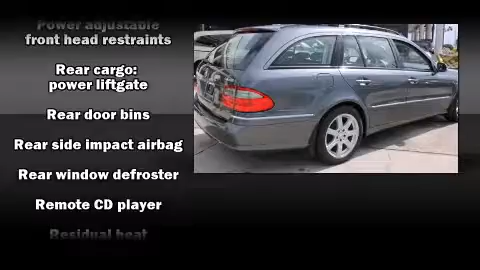 Power adjustable
front head restraints
Rear cargo:
power liftgate
Rear door bins
Rear side impact airbag
Rear window defroster
Remote CD player
Residual heat